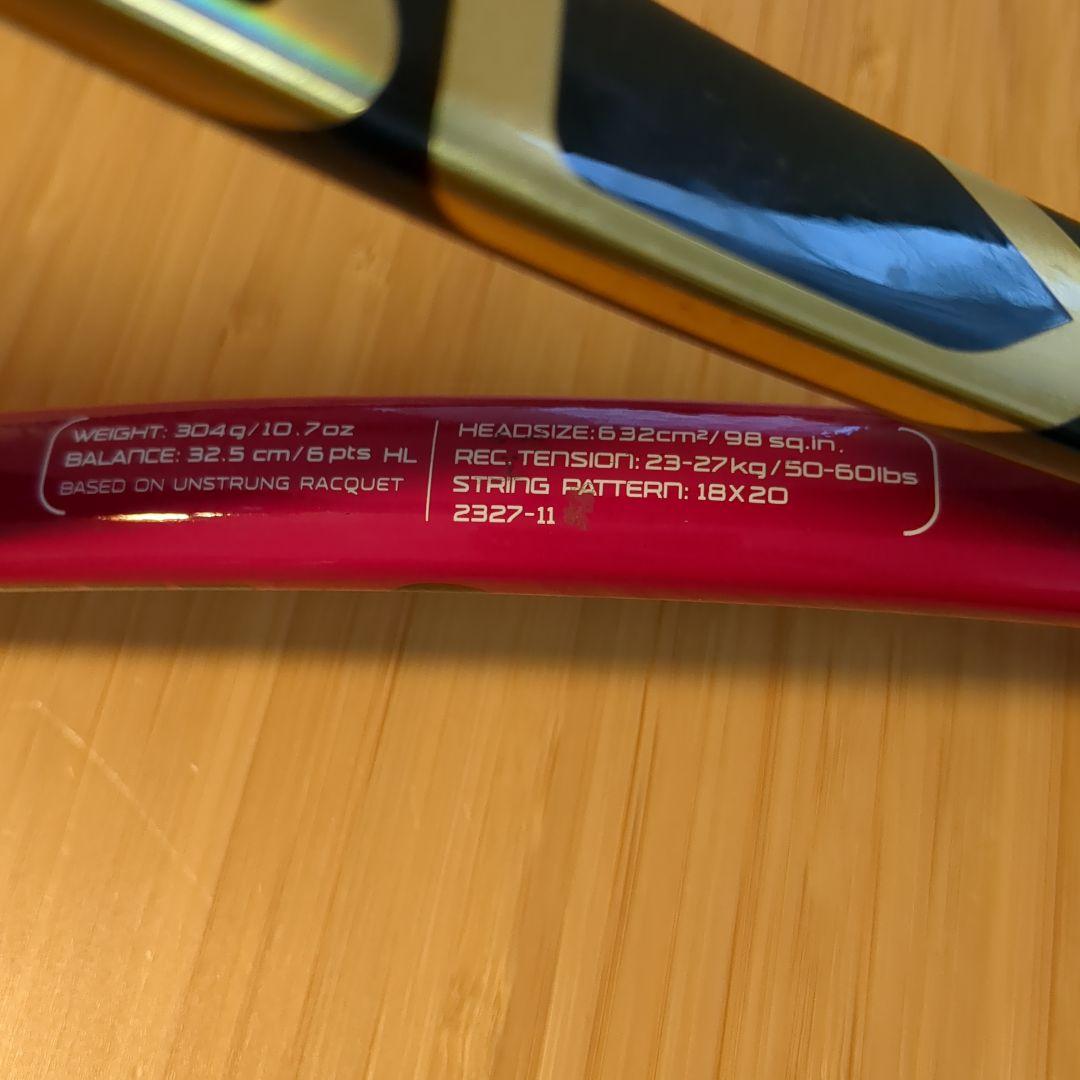 WEIGHT: 304g/10.7oz
BALANCE: 32.5 cm/6 pts HL
BASED ON UNSTRUNG RACQUET
HEADSIZE:632cm²/98 sq.in.
REC. TENSION: 23-27kg/50-60lbs
STRING PATTERN: 18X20
2327-11